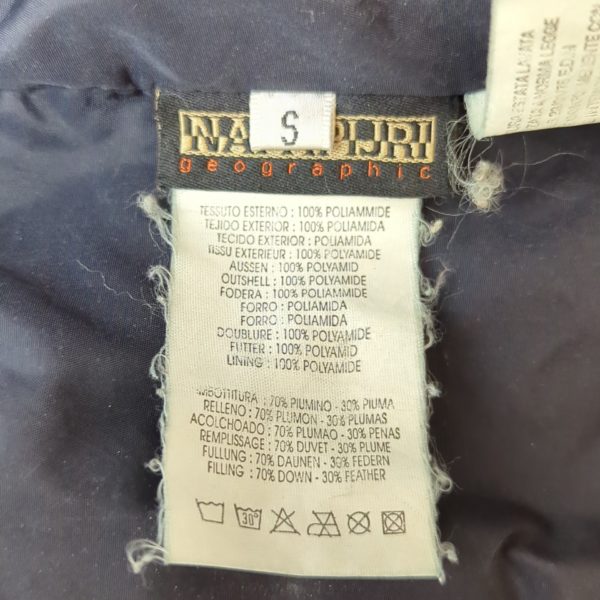 S
geographic
TESSUTO ESTERNO : 100% POLIAMMIDE
TEJIDO EXTERIOR : 100% POLIAMIDA
TECIDO EXTERIOR : POLIAMIDA
TISSU EXTERIEUR : 100% POLYAMIDE
AUSSEN : 100% POLYAMID
OUTSHELL : 100% POLYAMIDE
FODERA : 100% POLIAMMIDE
FORRO : POLIAMIDA
FORRO : POLIAMIDA
DOUBLURE : 100% POLYAMIDE
FUTTER : 100% POLYAMID
LINING : 100% POLYAMID
IMBOTTITURA : 70% PIUMINO - 30% PIUMA
RELLENO : 70% PLUMON - 30% PLUMAS
ACOLCHOADO : 70% PLUMAO - 30% PENAS
REMPLISSAGE : 70% DUVET - 30% PLUME
FULLUNG : 70% DAUNEN - 30% FEDERN
FILLING : 70% DOWN - 30% FEATHER
30°